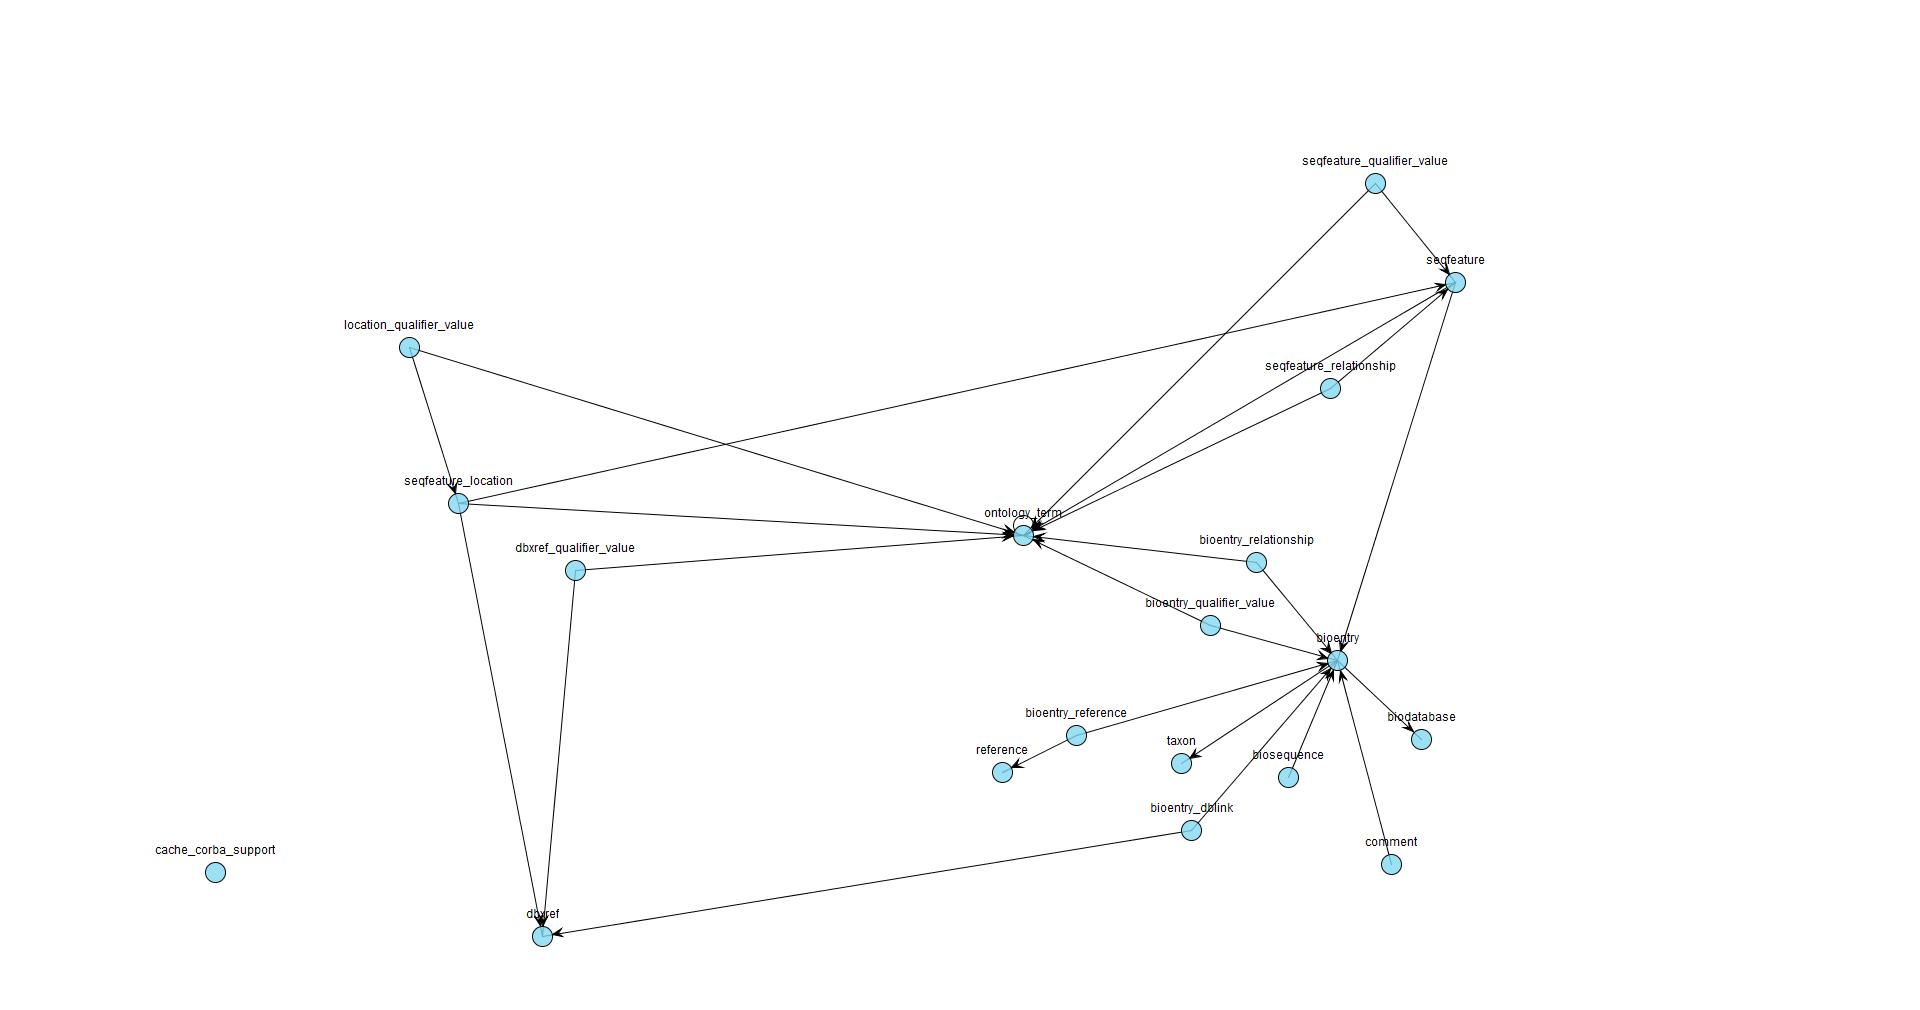 seqfeature_qualifier_value
seqfeature
location_qualifier_value
seqfeature_relationship
seqfeature_location
ontology_term
bioentry_relationship
dbxref_qualifier_value
bioentry_qualifier_value
bioentry
bioentry_reference
biodatabase
taxon
reference
biosequence
bioentry_dblink
comment
cache_corba_support
dbxref